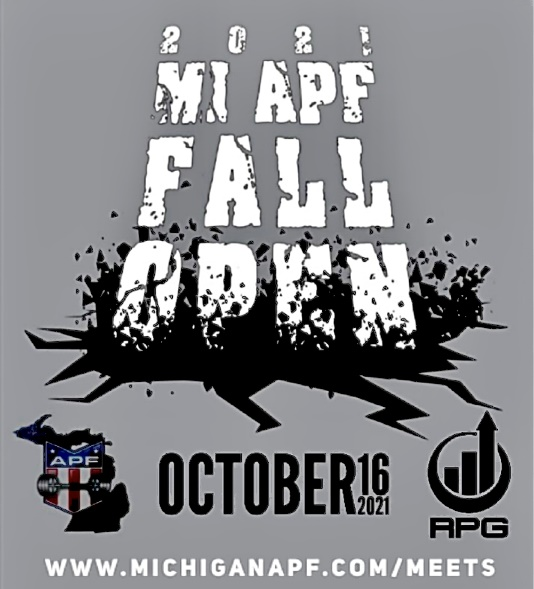 2021
MI APF
FALL
OPEN
APF
OCTOBER 16
2021
RPG
WWW.MICHIGANAPF.COM/MEETS